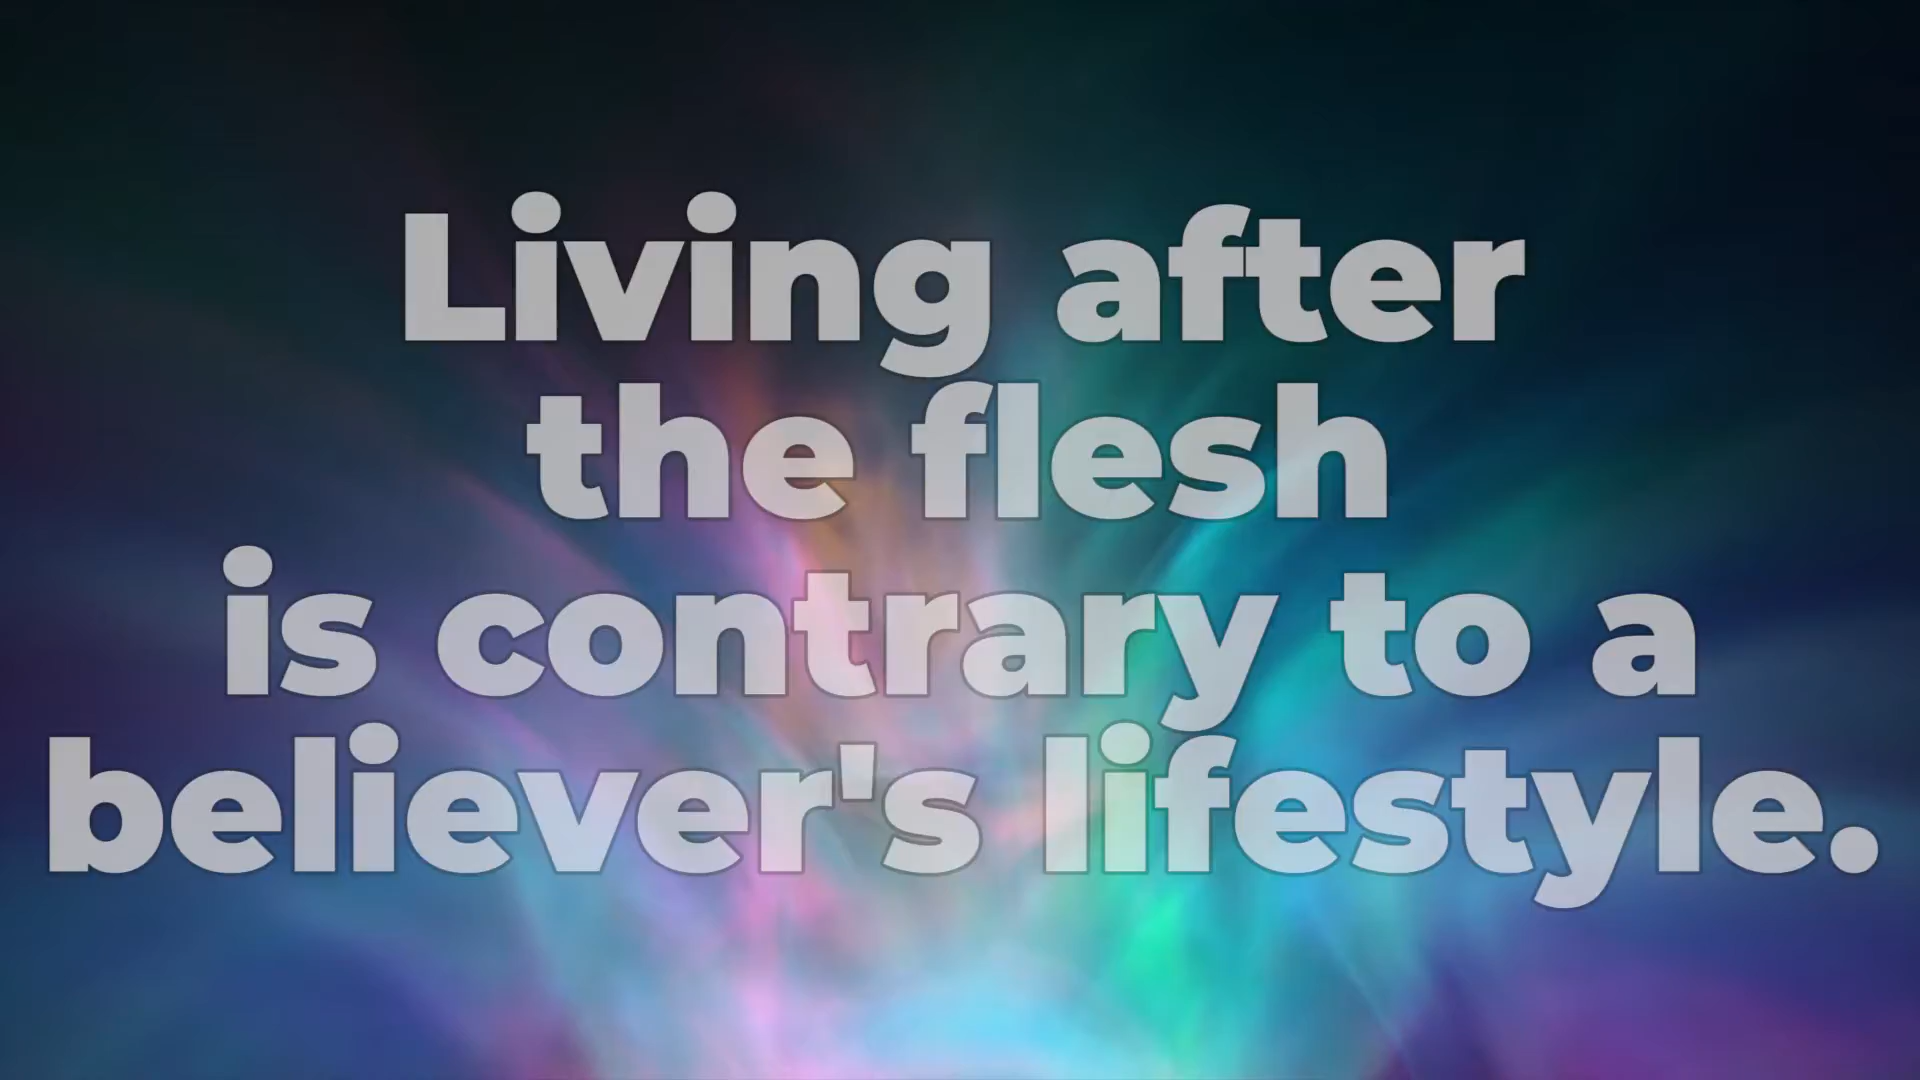 Living after
the flesh
is contrary to a
believer's lifestyle.